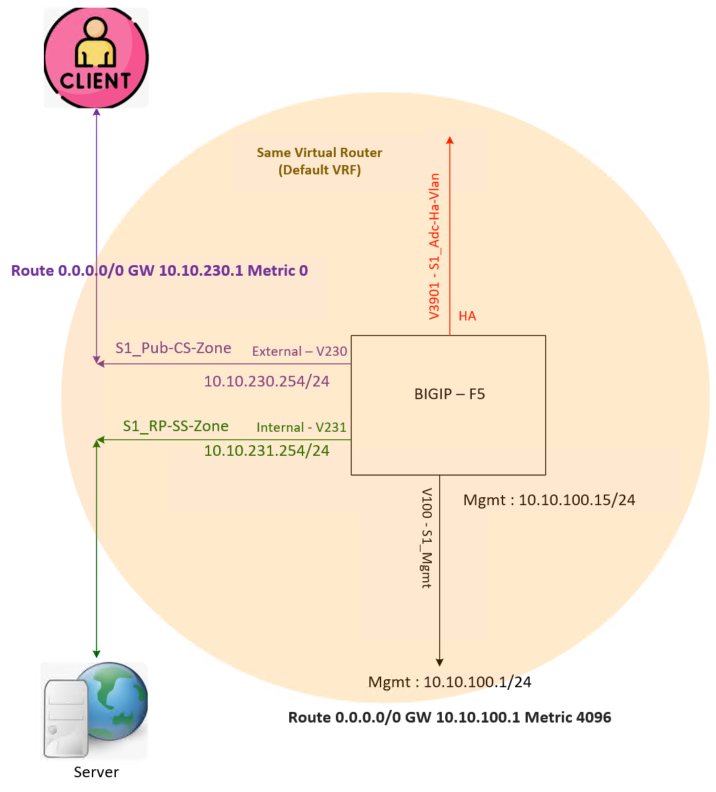 CLIENT
Same Virtual Router
(Default VRF)
V3901 - S1_Adc-Ha-Vlan
HA
Route 0.0.0.0/0 GW 10.10.230.1 Metric 0
S1_Pub-CS-Zone
External – V230
10.10.230.254/24
S1_RP-SS-Zone
Internal - V231
10.10.231.254/24
BIGIP – F5
V100 - S1_Mgmt
Mgmt : 10.10.100.15/24
Mgmt : 10.10.100.1/24
Route 0.0.0.0/0 GW 10.10.100.1 Metric 4096
Server